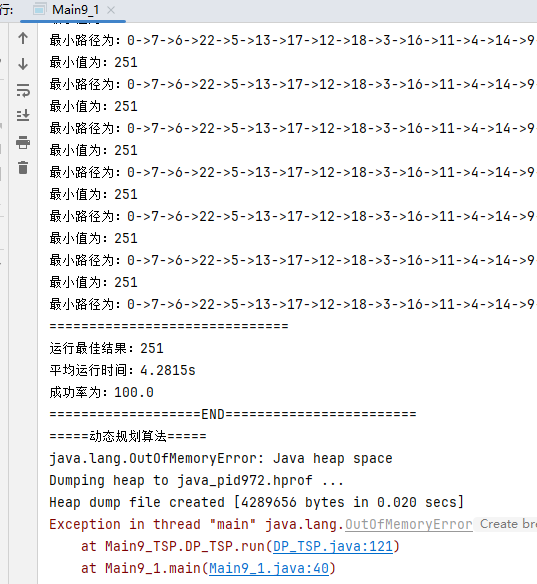 行: Main9_1 ×
最小路径为：0->7->6->22->5->13->17->12->18->3->16->11->4->14->9
最小值为：251
最小路径为：0->7->6->22->5->13->17->12->18->3->16->11->4->14->9
最小值为：251
最小路径为：0->7->6->22->5->13->17->12->18->3->16->11->4->14->9
最小值为：251
最小路径为：0->7->6->22->5->13->17->12->18->3->16->11->4->14->9
最小值为：251
最小路径为：0->7->6->22->5->13->17->12->18->3->16->11->4->14->9
最小值为：251
最小路径为：0->7->6->22->5->13->17->12->18->3->16->11->4->14->9
最小值为：251
最小路径为：0->7->6->22->5->13->17->12->18->3->16->11->4->14->9
==============================
运行最佳结果：251
平均运行时间：4.2815s
成功率为：100.0
===================END========================
=====动态规划算法=====
java.lang.OutOfMemoryError: Java heap space
Dumping heap to java_pid972.hprof ...
Heap dump file created [4289656 bytes in 0.020 secs]
Exception in thread "main" java.lang.OutOfMemoryError Create bre
at Main9_TSP.DP_TSP.run(DP_TSP.java:121)
at Main9_1.main(Main9_1.java:40)